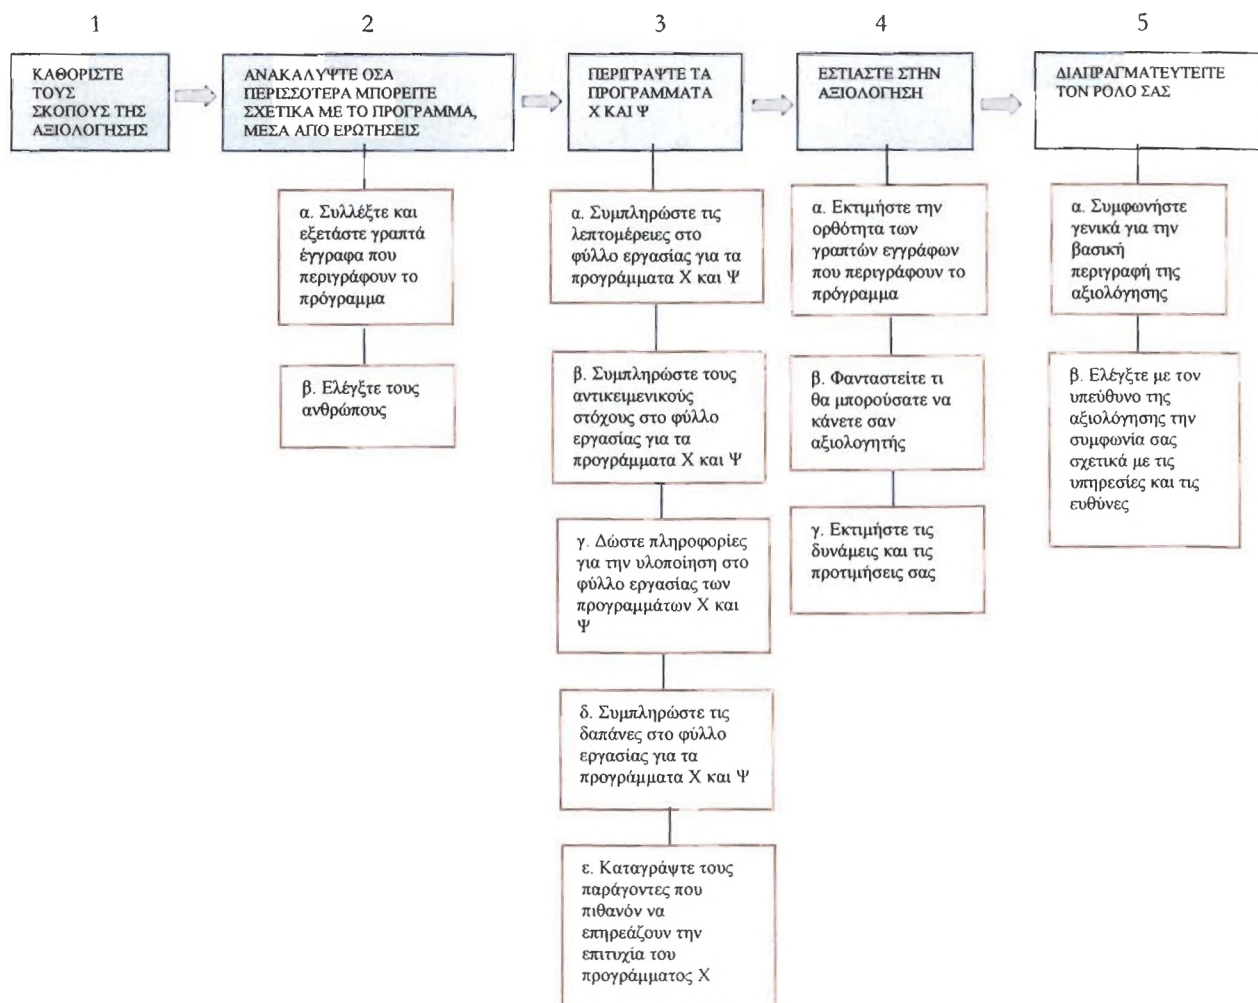 1
2
3
4
5
ΚΑΘΟΡΙΣΤΕ
ΤΟΥΣ
ΣΚΟΠΟΥΣ ΤΗΣ
ΑΞΙΟΛΟΓΗΣΗΣ
ΑΝΑΚΑΛΥΨΤΕ ΟΣΑ
ΠΕΡΙΣΣΟΤΕΡΑ ΜΠΟΡΕΙΤΕ
ΣΧΕΤΙΚΑ ΜΕ ΤΟ ΠΡΟΓΡΑΜΜΑ,
ΜΕΣΑ ΑΠΟ ΕΡΩΤΗΣΕΙΣ
ΠΕΡΙΓΡΑΨΤΕ ΤΑ
ΠΡΟΓΡΑΜΜΑΤΑ
Χ ΚΑΙ Ψ
ΕΣΤΙΑΣΤΕ ΣΤΗΝ
ΑΞΙΟΛΟΓΗΣΗ
ΔΙΑΠΡΑΓΜΑΤΕΥΤΕΙΤΕ
ΤΟΝ ΡΟΛΟ ΣΑΣ
α. Συλλέξτε και
εξετάστε γραπτά
έγγραφα που
περιγράφουν το
πρόγραμμα
β. Ελέγξτε τους
ανθρώπους
α. Συμπληρώστε τις
λεπτομέρειες στο
φύλλο εργασίας για τα
προγράμματα Χ και Ψ
β. Συμπληρώστε τους
αντικειμενικούς
στόχους στο φύλλο
εργασίας για τα
προγράμματα Χ και Ψ
γ. Δώστε πληροφορίες
για την υλοποίηση στο
φύλλο εργασίας των
προγραμμάτων Χ και
Ψ
δ. Συμπληρώστε τις
δαπάνες στο φύλλο
εργασίας για τα
προγράμματα Χ και Ψ
ε. Καταγράψτε τους
παράγοντες που
πιθανόν να
επηρεάζουν την
επιτυχία του
προγράμματος Χ
α. Εκτιμήστε την
ορθότητα των
γραπτών εγγράφων
που περιγράφουν το
πρόγραμμα
β. Φανταστείτε τι
θα μπορούσατε να
κάνετε σαν
αξιολογητής
γ. Εκτιμήστε τις
δυνάμεις και τις
προτιμήσεις σας
α. Συμφωνήστε
γενικά για την
βασική
περιγραφή της
αξιολόγησης
β. Ελέγξτε με τον
υπεύθυνο της
αξιολόγησης την
συμφωνία σας
σχετικά με τις
υπηρεσίες και τις
ευθύνες